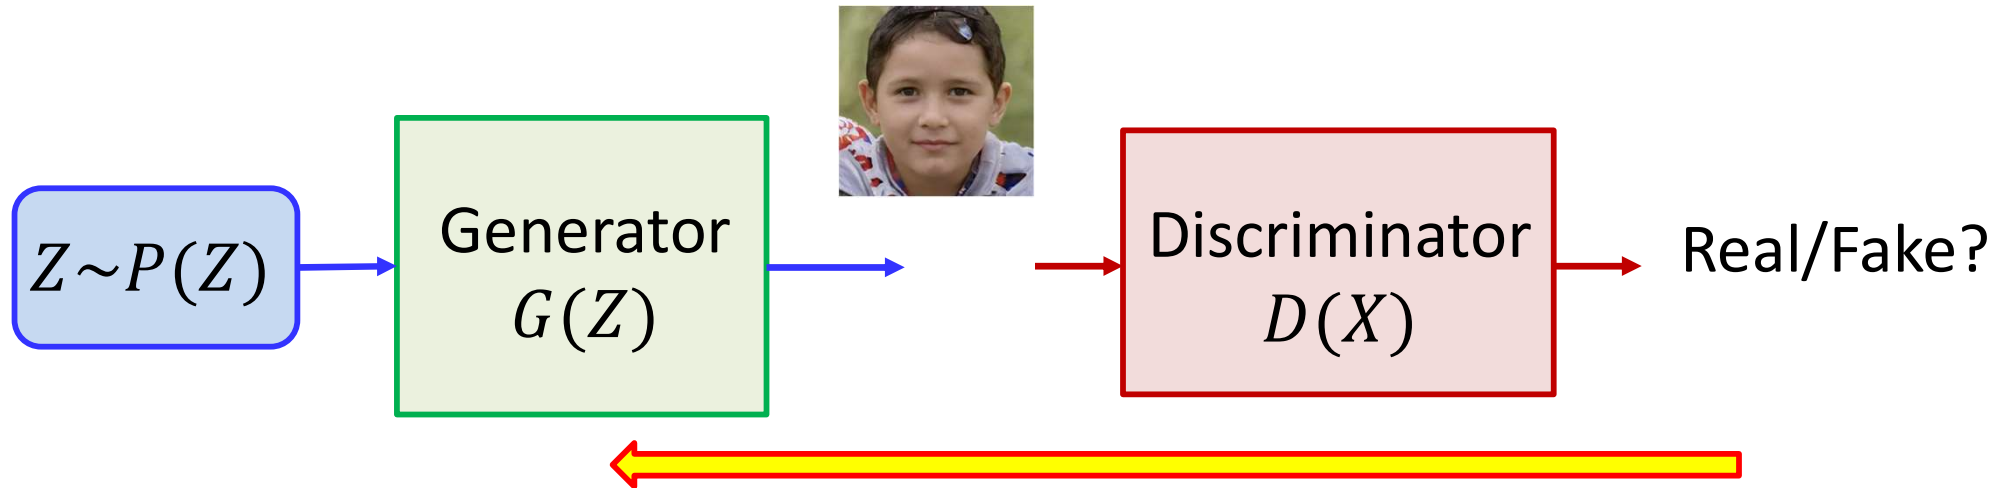 Z~P(Z)
Generator
G(Z)
Discriminator
D(X)
Real/Fake?